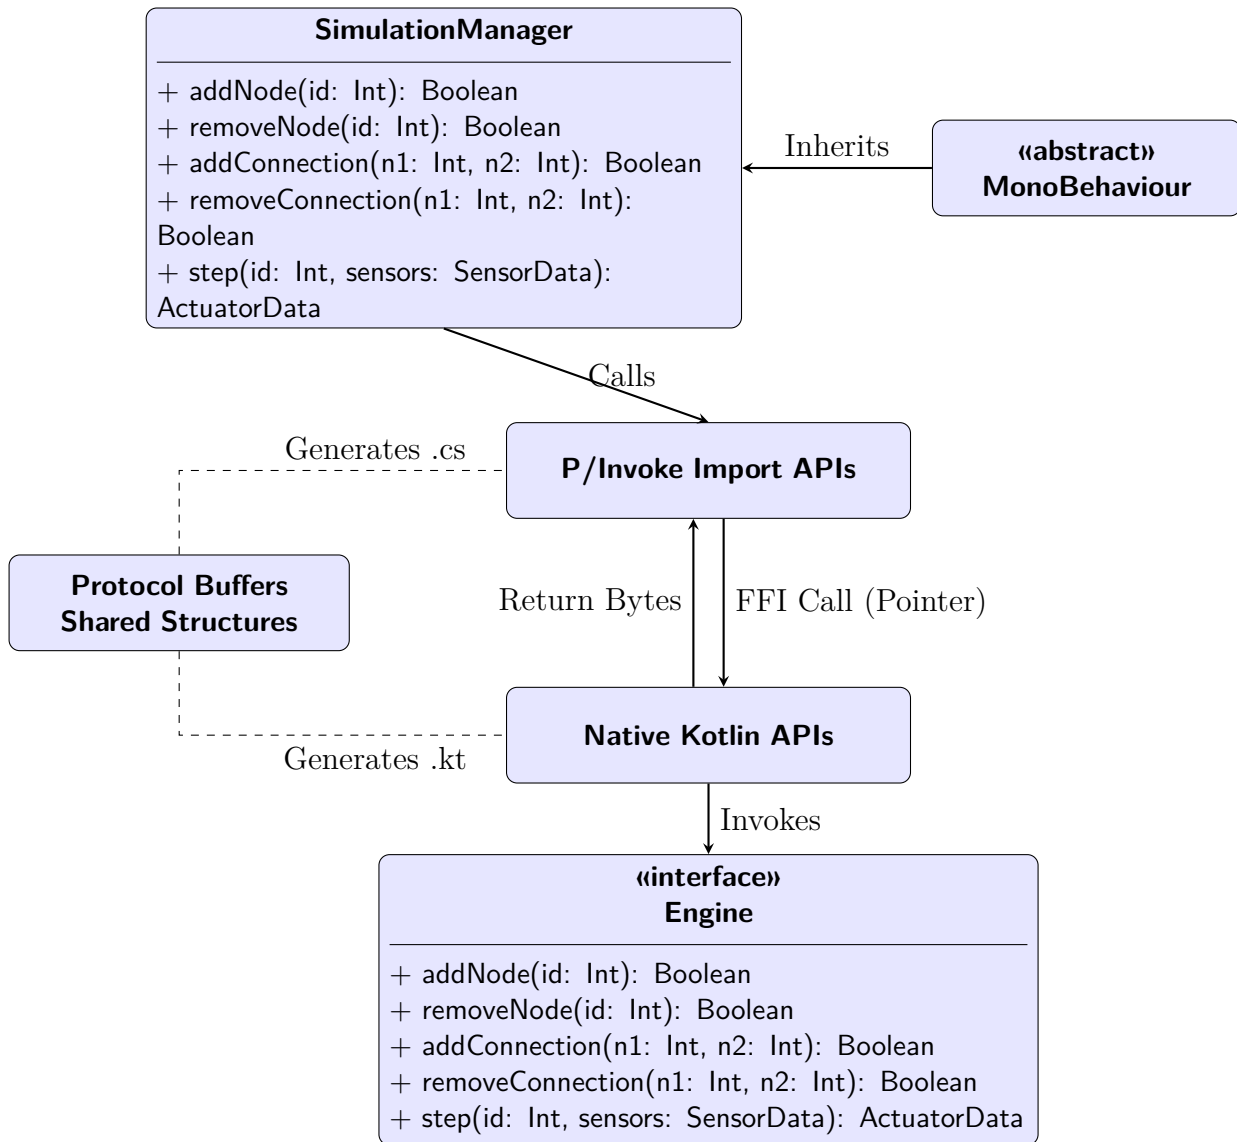 SimulationManager
+ addNode(id: Int): Boolean
+ removeNode(id: Int): Boolean
+ addConnection(n1: Int, n2: Int): Boolean
+ removeConnection(n1: Int, n2: Int):
Boolean
+ step(id: Int, sensors: SensorData):
ActuatorData
Inherits
«abstract»
MonoBehaviour
Calls
Generates .cs
P/Invoke Import APIs
Protocol Buffers
Shared Structures
Return Bytes
FFI Call (Pointer)
Native Kotlin APIs
Generates .kt
Invokes
«interface»
Engine
+ addNode(id: Int): Boolean
+ removeNode(id: Int): Boolean
+ addConnection(n1: Int, n2: Int): Boolean
+ removeConnection(n1: Int, n2: Int): Boolean
+ step(id: Int, sensors: SensorData): ActuatorData